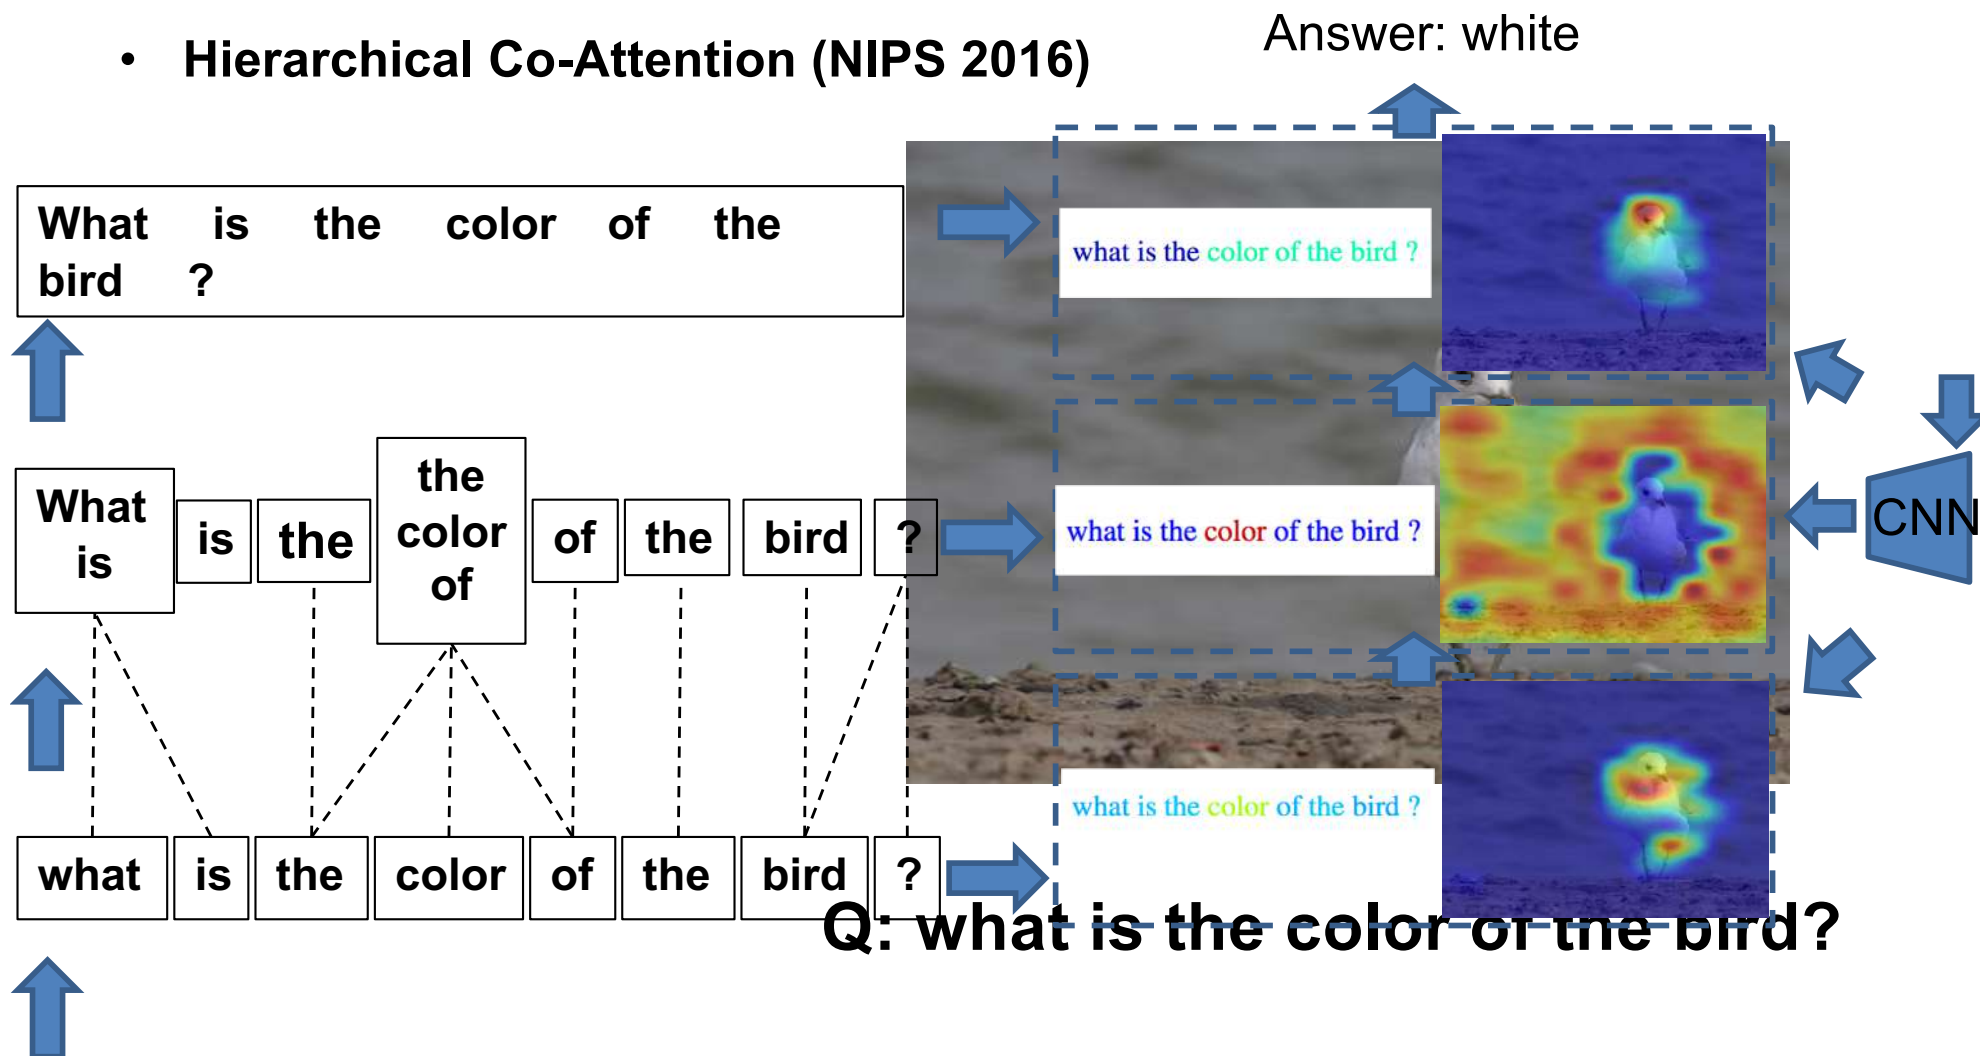 • Hierarchical Co-Attention (NIPS 2016)
Answer: white
What is the color of the
bird ?
what is the color of the bird ?
What
is
is
the
the
color
of
of
the
bird
?
what is the color of the bird ?
CNN
what is the color of the bird ?
what
is
the
color
of
the
bird
?
Q: what is the color of the bird?